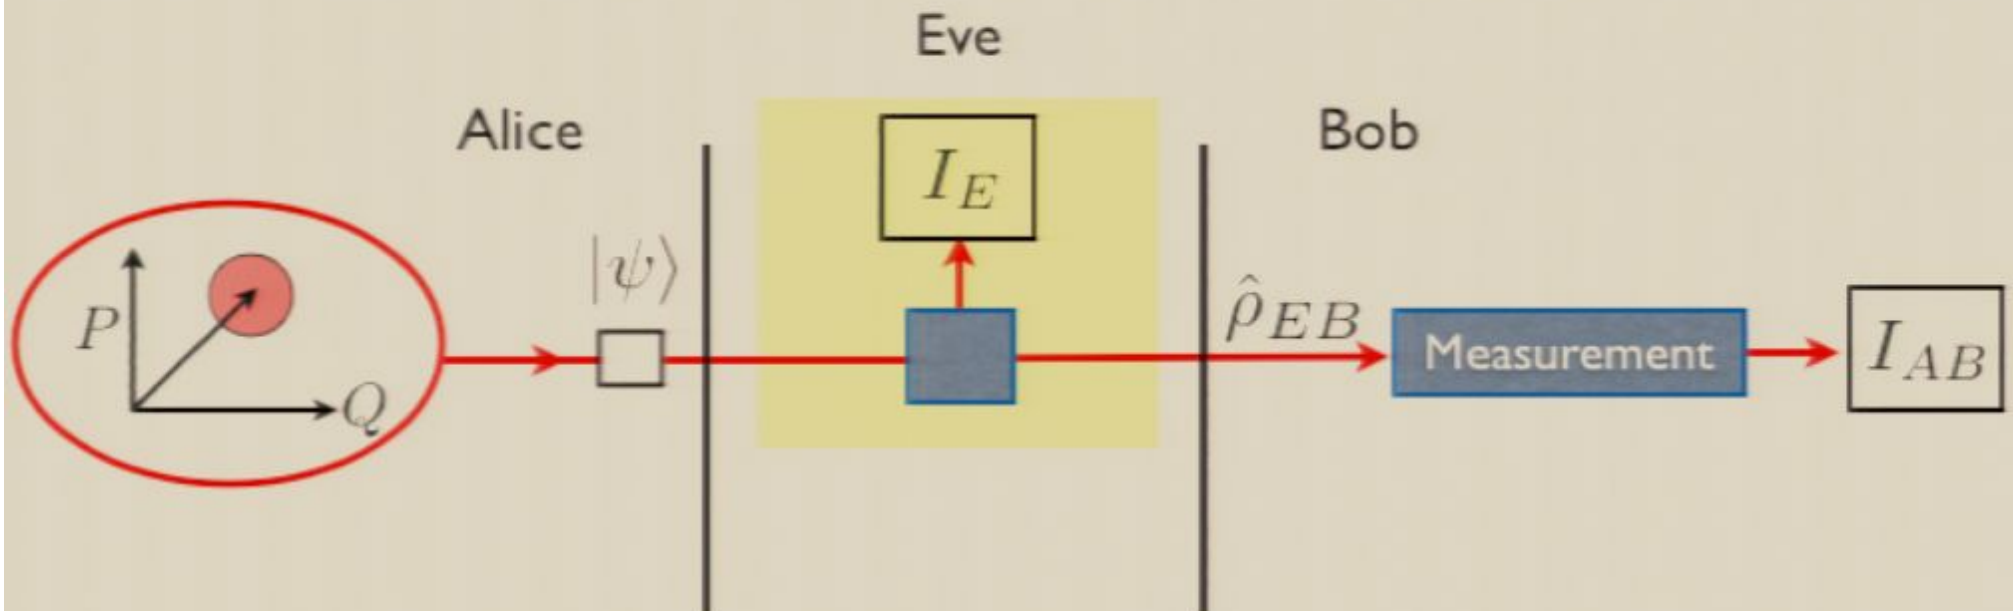 Eve
Alice
Bob
I_E
|ψ⟩
P
Q
ρ̂_EB
Measurement
I_AB